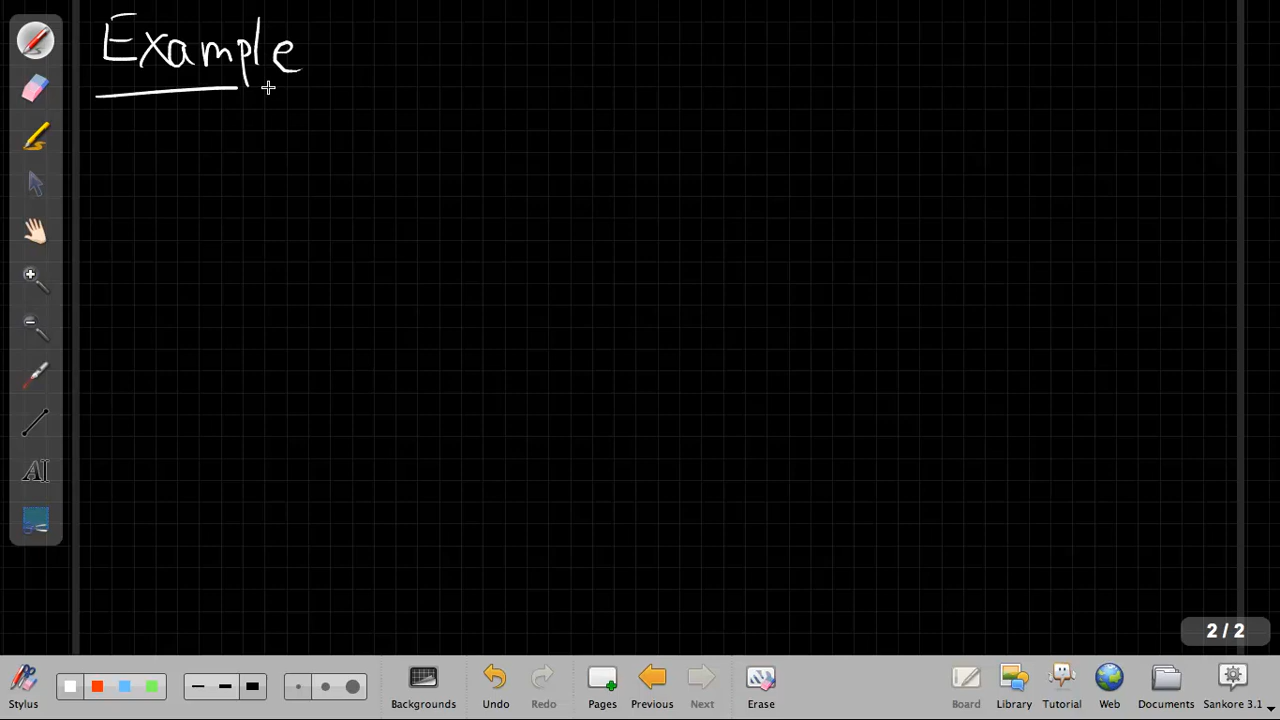 Example
AI
2 / 2
Stylus
Backgrounds
Undo
Redo
Pages
Previous
Next
Erase
Board
Library
Tutorial
Web
Documents
Sankore 3.1